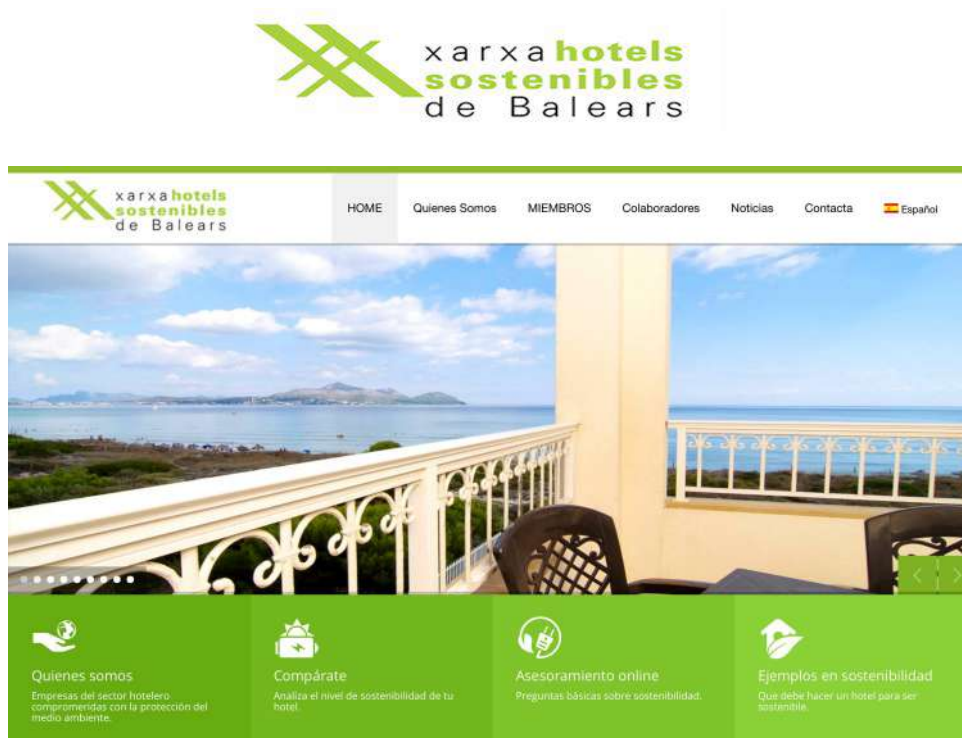 xarxa hotels
sostenibles
de Balears
xarxa hotels
sostenibles
de Balears
HOME Quienes Somos MIEMBROS Colaboradores Noticias Contacta Español
Quienes somos
Empresas del sector hotelero
compromeridas con la protección del
medio ambiente.
Compárate
Analiza el nivel de sostenibilidad de tu
hotel.
Asesoramiento online
Preguntas básicas sobre sostenibilidad.
Ejemplos en sostenibilidad
Que debe hacer un hotel para ser
sostenible.